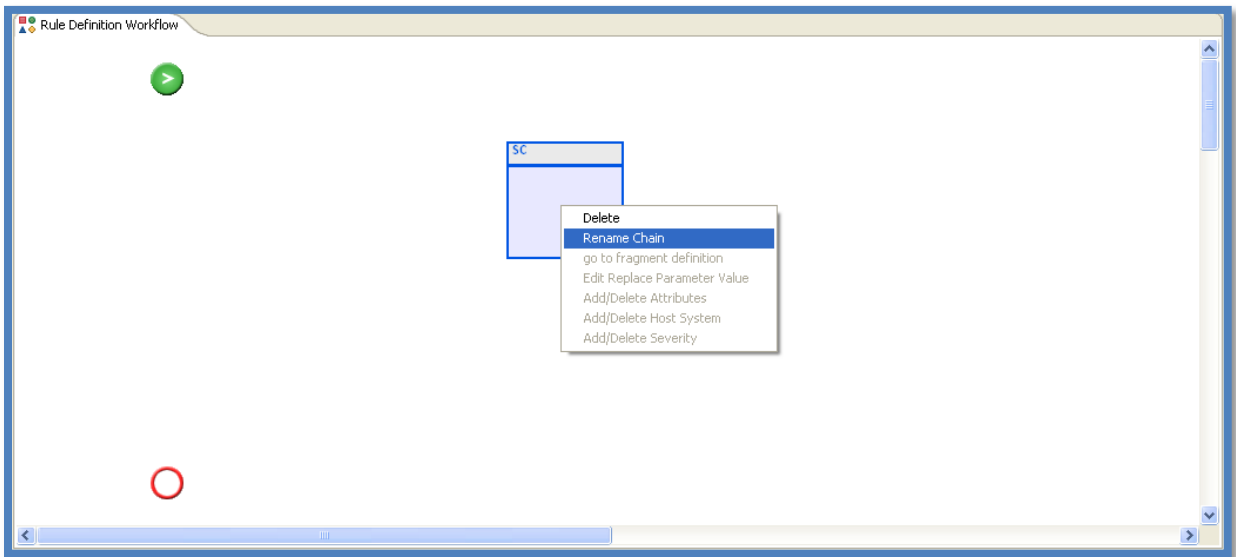 Rule Definition Workflow
>
SC
Delete
Rename Chain
go to fragment definition
Edit Replace Parameter Value
Add/Delete Attributes
Add/Delete Host System
Add/Delete Severity